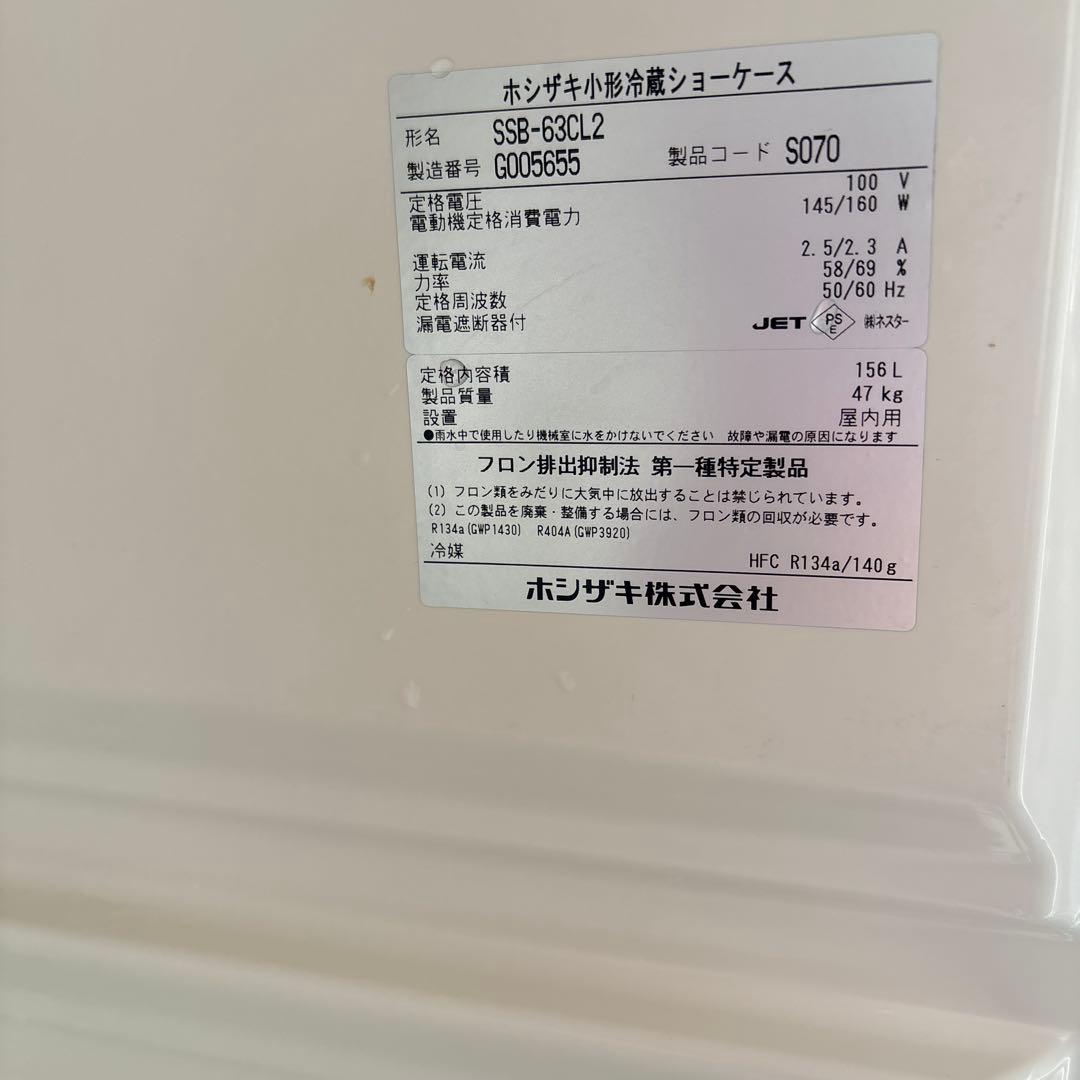 ホシザキ小形冷蔵ショーケース
形名 SSB-63CL2
製造番号 G005655 製品コード S070
定格電圧 100 V
電動機定格消費電力 145/160 W
運転電流 2.5/2.3 A
力率 58/69 %
定格周波数 50/60 Hz
漏電遮断器付 JET PS E ㈱ネスター
定格内容積 156 L
製品質量 47 kg
設置 屋内用
●雨水中で使用したり機械室に水をかけないでください 故障や漏電の原因になります
フロン排出抑制法 第一種特定製品
(1) フロン類をみだりに大気中に放出することは禁じられています。
(2) この製品を廃棄・整備する場合には、フロン類の回収が必要です。
R134a(GWP1430) R404A(GWP3920)
冷媒 HFC R134a/140g
ホシザキ株式会社